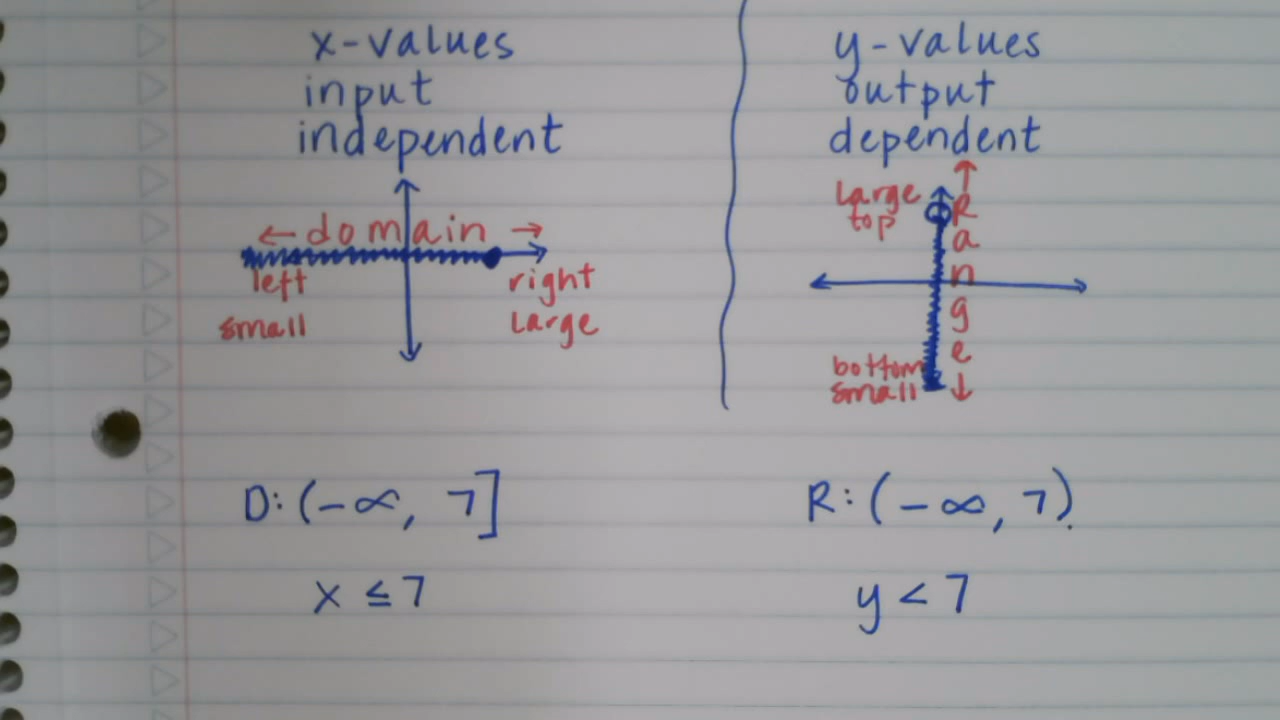 x-values
input
independent
← domain →
left
small
right
large
D: (-∞, 7]
x ≤ 7
y-values
output
dependent
large
top
Range
bottom
small
R: (-∞, 7)
y < 7